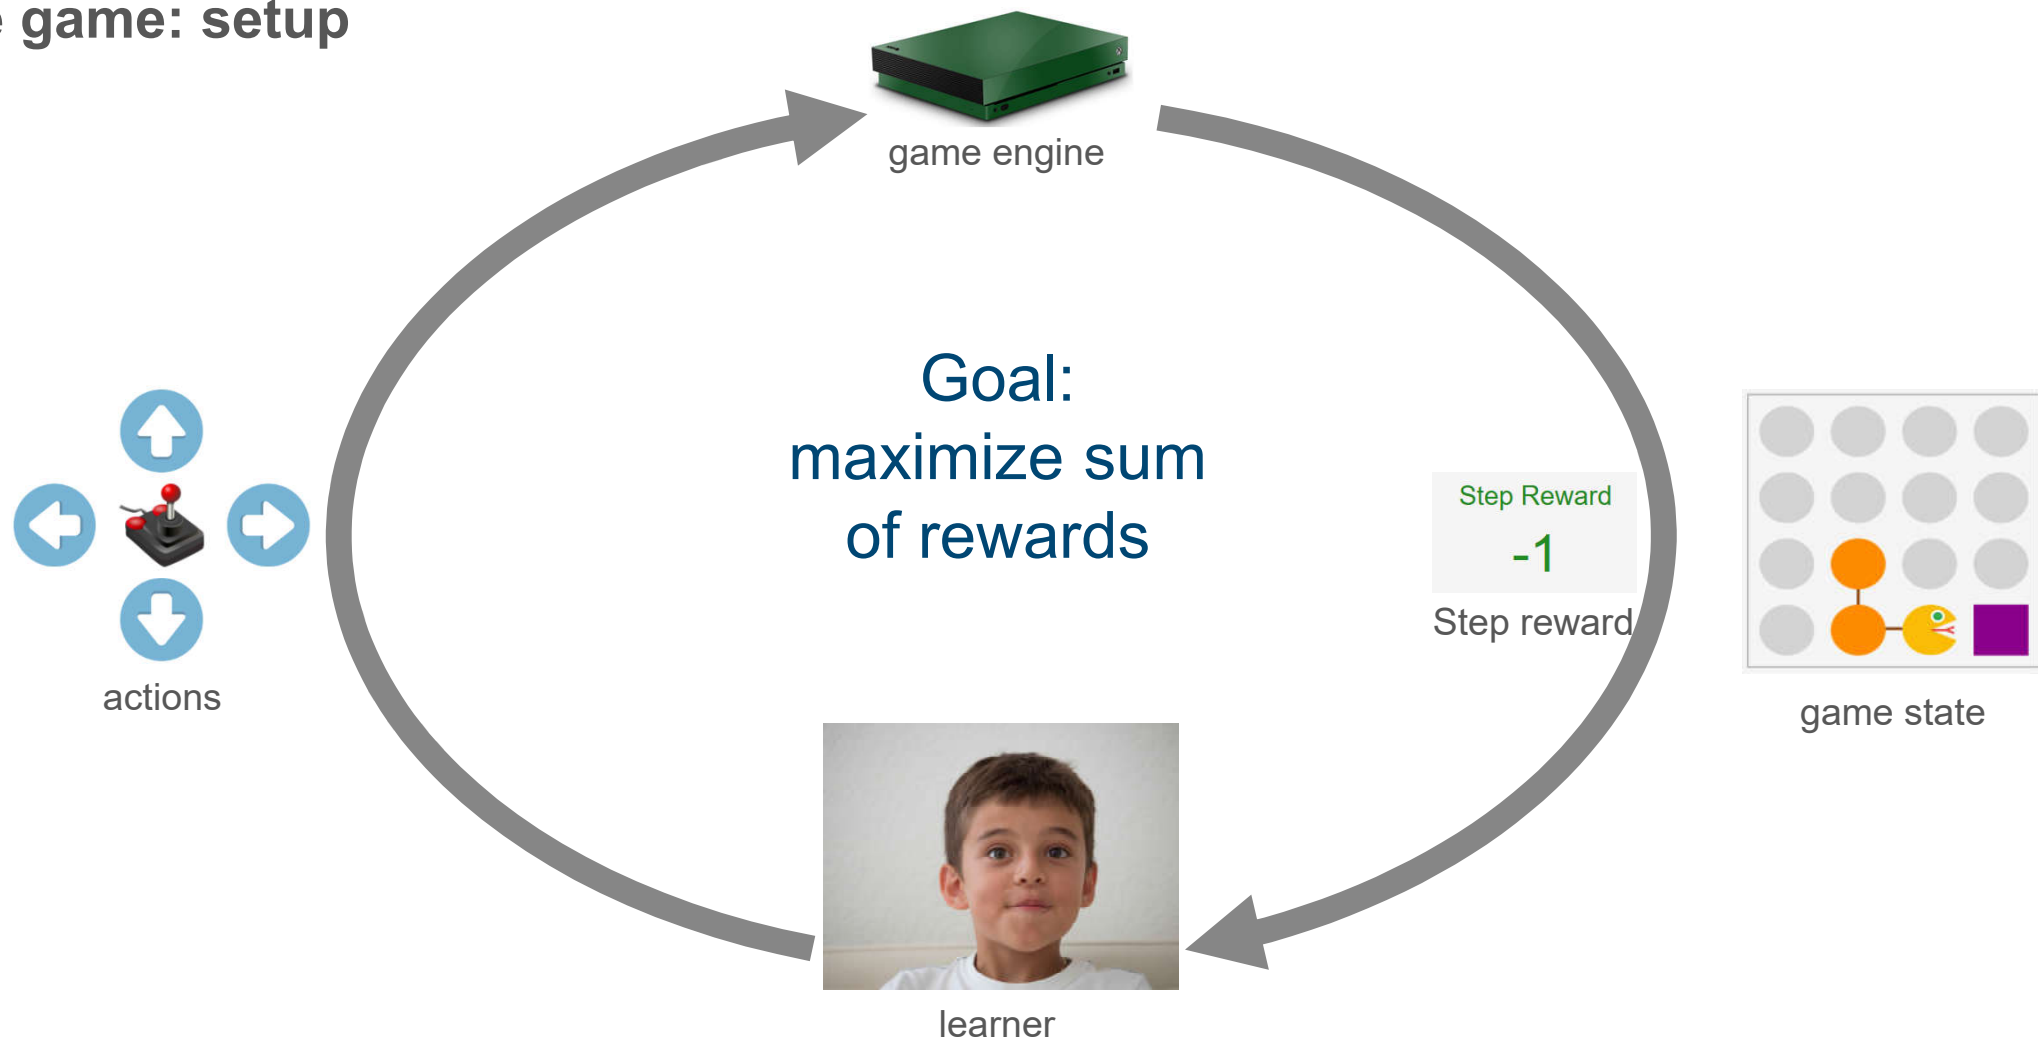 game: setup
game engine
Goal:
maximize sum
of rewards
Step Reward
-1
Step reward
actions
game state
learner